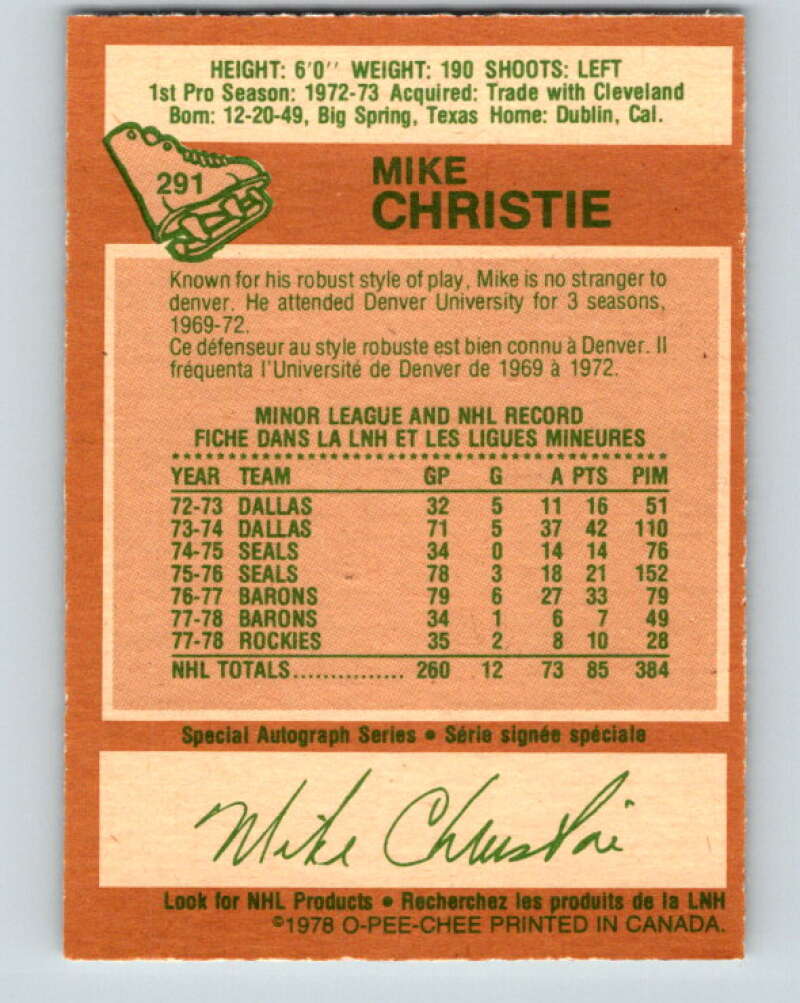 HEIGHT: 6'0'' WEIGHT: 190 SHOOTS: LEFT
1st Pro Season: 1972-73 Acquired: Trade with Cleveland
Born: 12-20-49, Big Spring, Texas Home: Dublin, Cal.
291
MIKE
CHRISTIE
Known for his robust style of play, Mike is no stranger to
denver. He attended Denver University for 3 seasons,
1969-72.
Ce défenseur au style robuste est bien connu à Denver. Il
fréquenta l'Université de Denver de 1969 à 1972.
MINOR LEAGUE AND NHL RECORD
FICHE DANS LA LNH ET LES LIGUES MINEURES
YEAR TEAM GP G A PTS PIM
72-73 DALLAS 32 5 11 16 51
73-74 DALLAS 71 5 37 42 110
74-75 SEALS 34 0 14 14 76
75-76 SEALS 78 3 18 21 152
76-77 BARONS 79 6 27 33 79
77-78 BARONS 34 1 6 7 49
77-78 ROCKIES 35 2 8 10 28
NHL TOTALS............... 260 12 73 85 384
Special Autograph Series • Série signée spéciale
Mike Christie
Look for NHL Products • Recherchez les produits de la LNH
©1978 O-PEE-CHEE PRINTED IN CANADA.